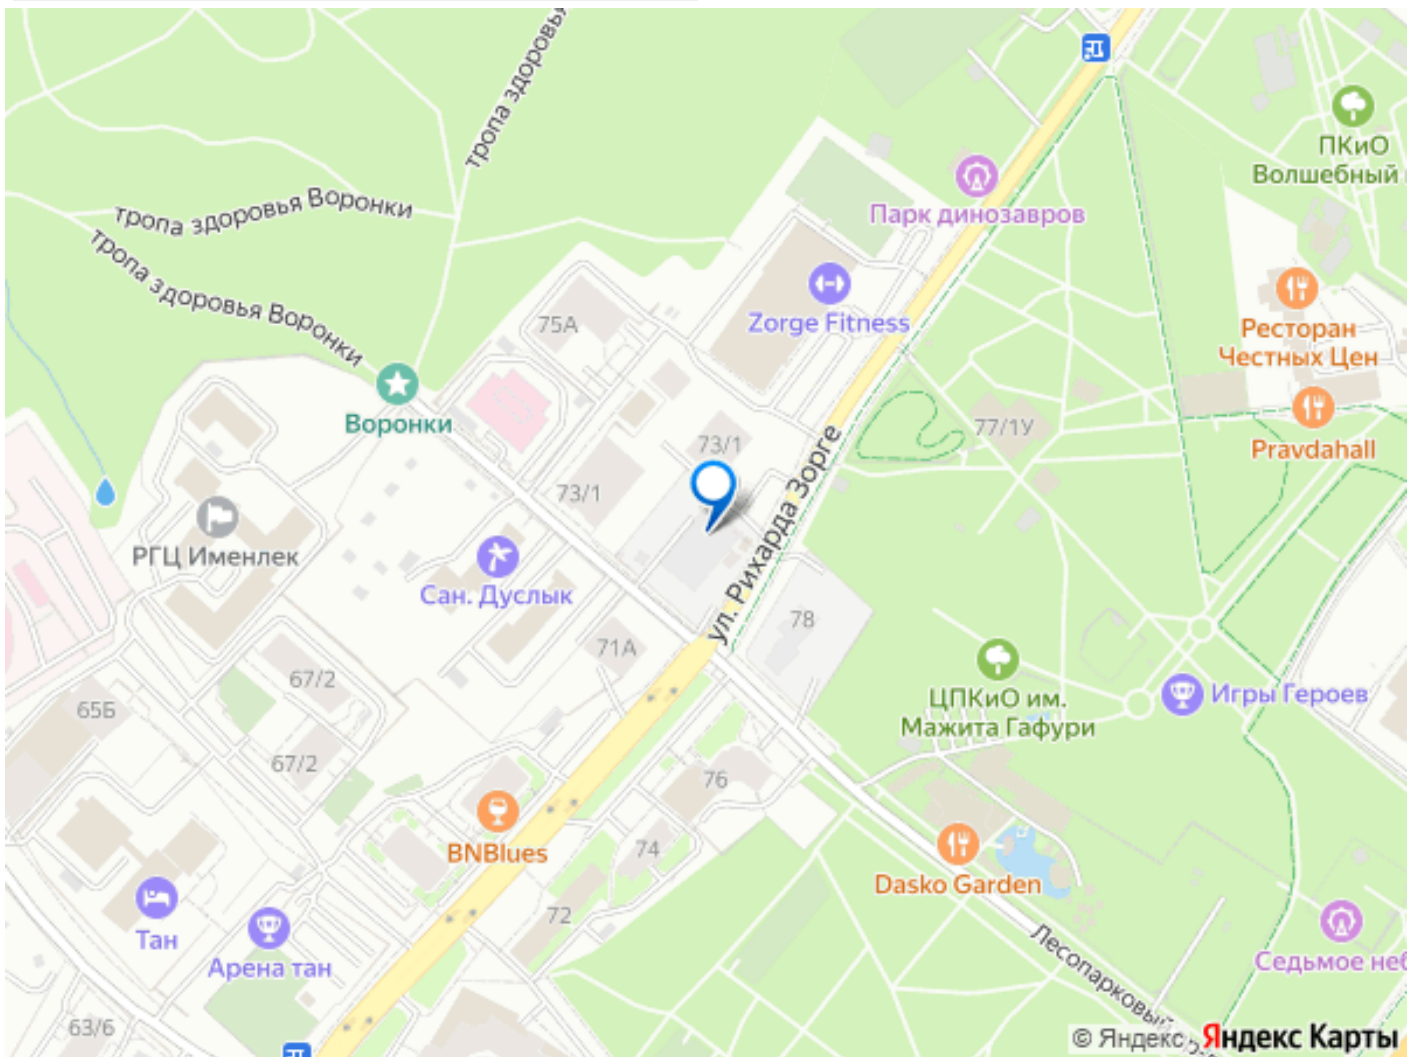 тропа здоровья
тропа здоровья Воронки
тропа здоровья Воронки
ПКиО
Волшебный
Парк динозавров
Zorge Fitness
75А
Ресторан
Честных Цен
Воронки
73/1
77/1У
Pravdahall
73/1
ул. Рихарда Зорге
РГЦ Именлек
Сан. Дуслык
78
71А
67/2
65Б
ЦПКиО им.
Мажита Гафури
Игры Героев
67/2
76
BNBlues
74
Dasko Garden
72
Тан
Арена тан
Лесопарковый
Седьмое неб
63/6
© Яндекс
Яндекс Карты